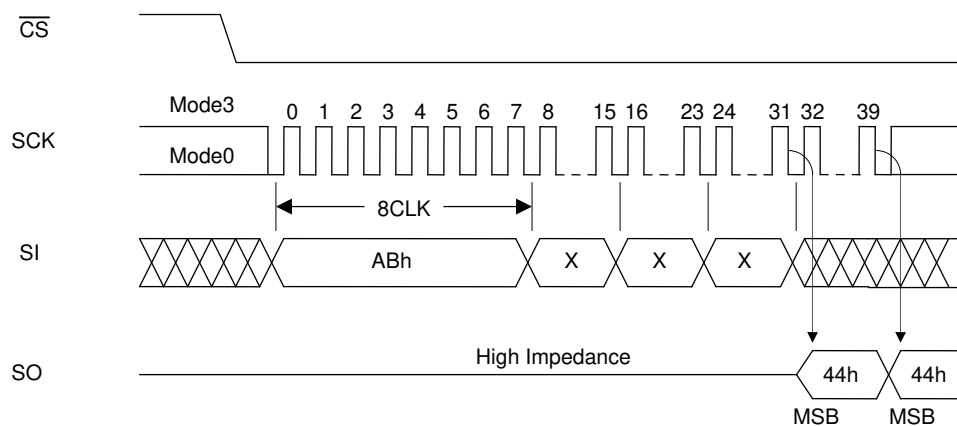 CS
Mode3
0 1 2 3 4 5 6 7 8 15 16 23 24 31 32 39
SCK
Mode0
8CLK
SI
ABh X X X
High Impedance
SO
44h 44h
MSB MSB